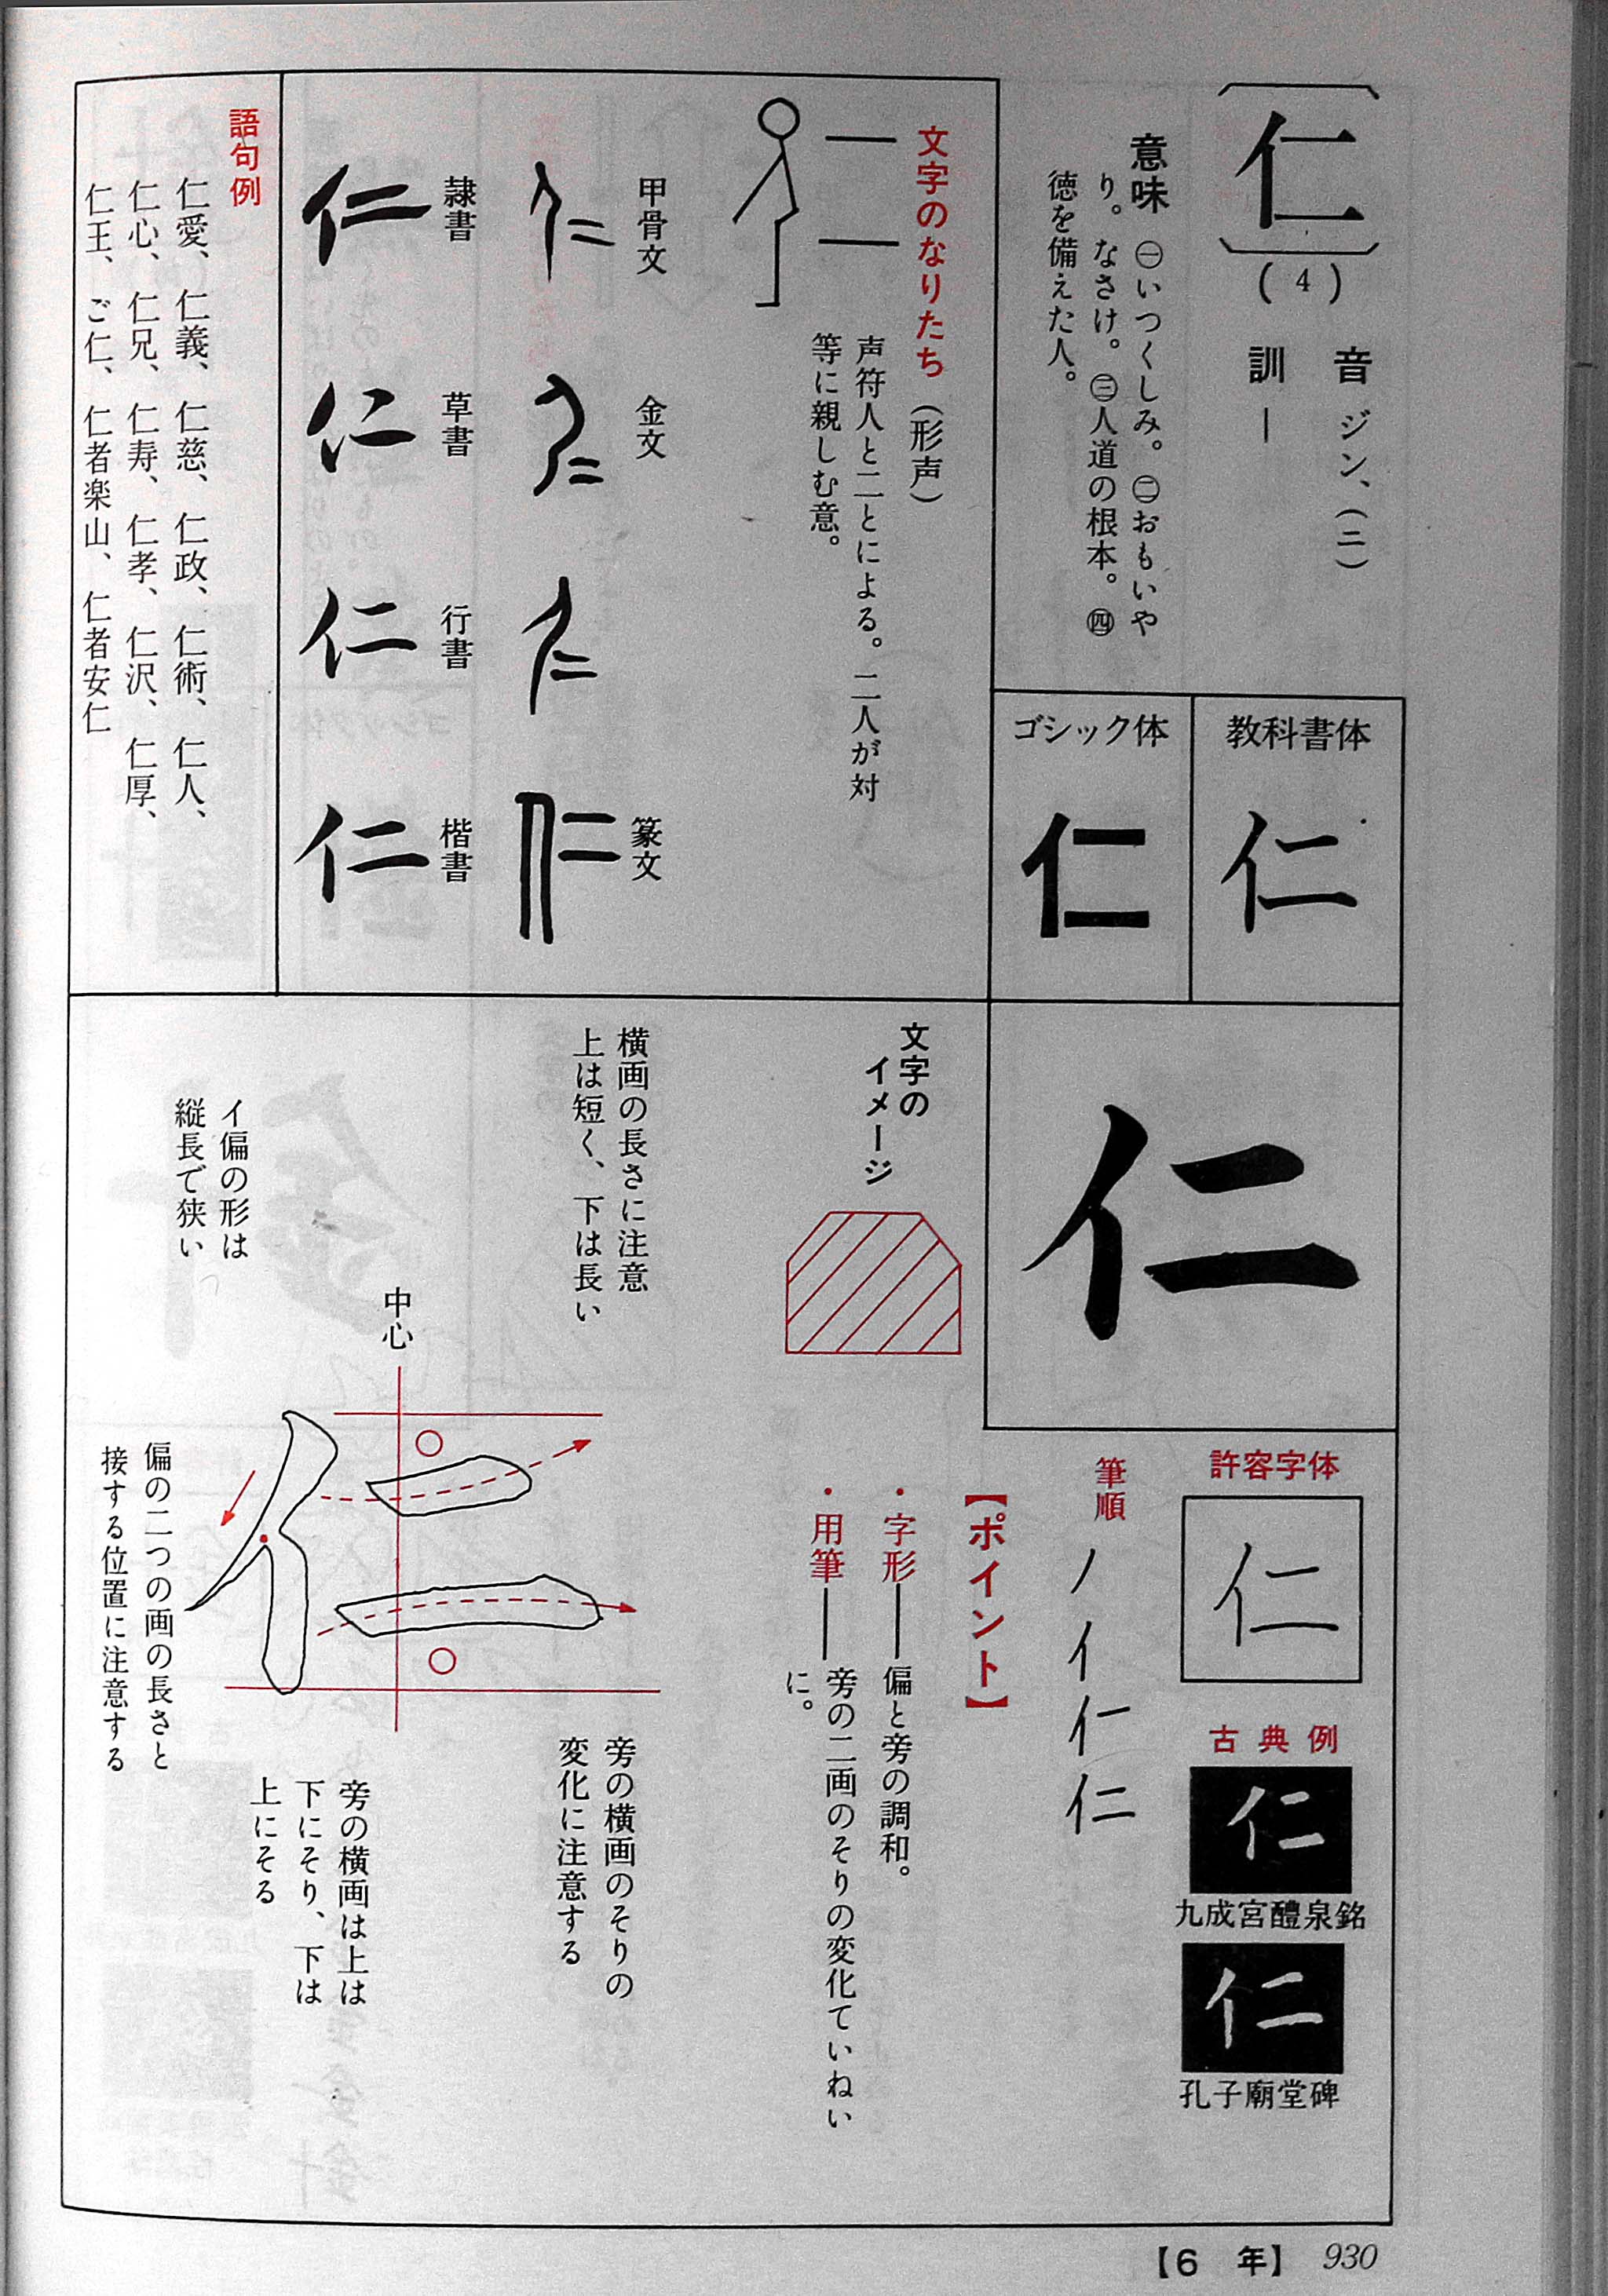 仁
(4)
音 ジン、(ニ)
訓 ―
意味 ㊀いつくしみ。㊁おもいや
り。なさけ。㊂人道の根本。㊃
徳を備えた人。
教科書体
仁
ゴシック体
仁
文字のなりたち(形声)
声符人と二とによる。二人が対
等に親しむ意。
甲骨文
金文
篆文
隷書
仁
草書
仁
行書
仁
楷書
仁
語句例
仁愛、仁義、仁慈、仁政、仁術、仁人、
仁心、仁兄、仁寿、仁孝、仁沢、仁厚、
仁王、ご仁、仁者楽山、仁者安仁
仁
許容字体
仁
古典例
仁
九成宮醴泉銘
仁
孔子廟堂碑
筆順
ノ イ 仁 仁
【ポイント】
・字形―偏と旁の調和。
・用筆―旁の二画のそりの変化ていねい
に。
文字の
イメージ
横画の長さに注意
上は短く、下は長い
イ偏の形は
縦長で狭い
中心
偏の二つの画の長さと
接する位置に注意する
旁の横画のそりの
変化に注意する
旁の横画は上は
下にそり、下は
上にそる
【6 年】 930